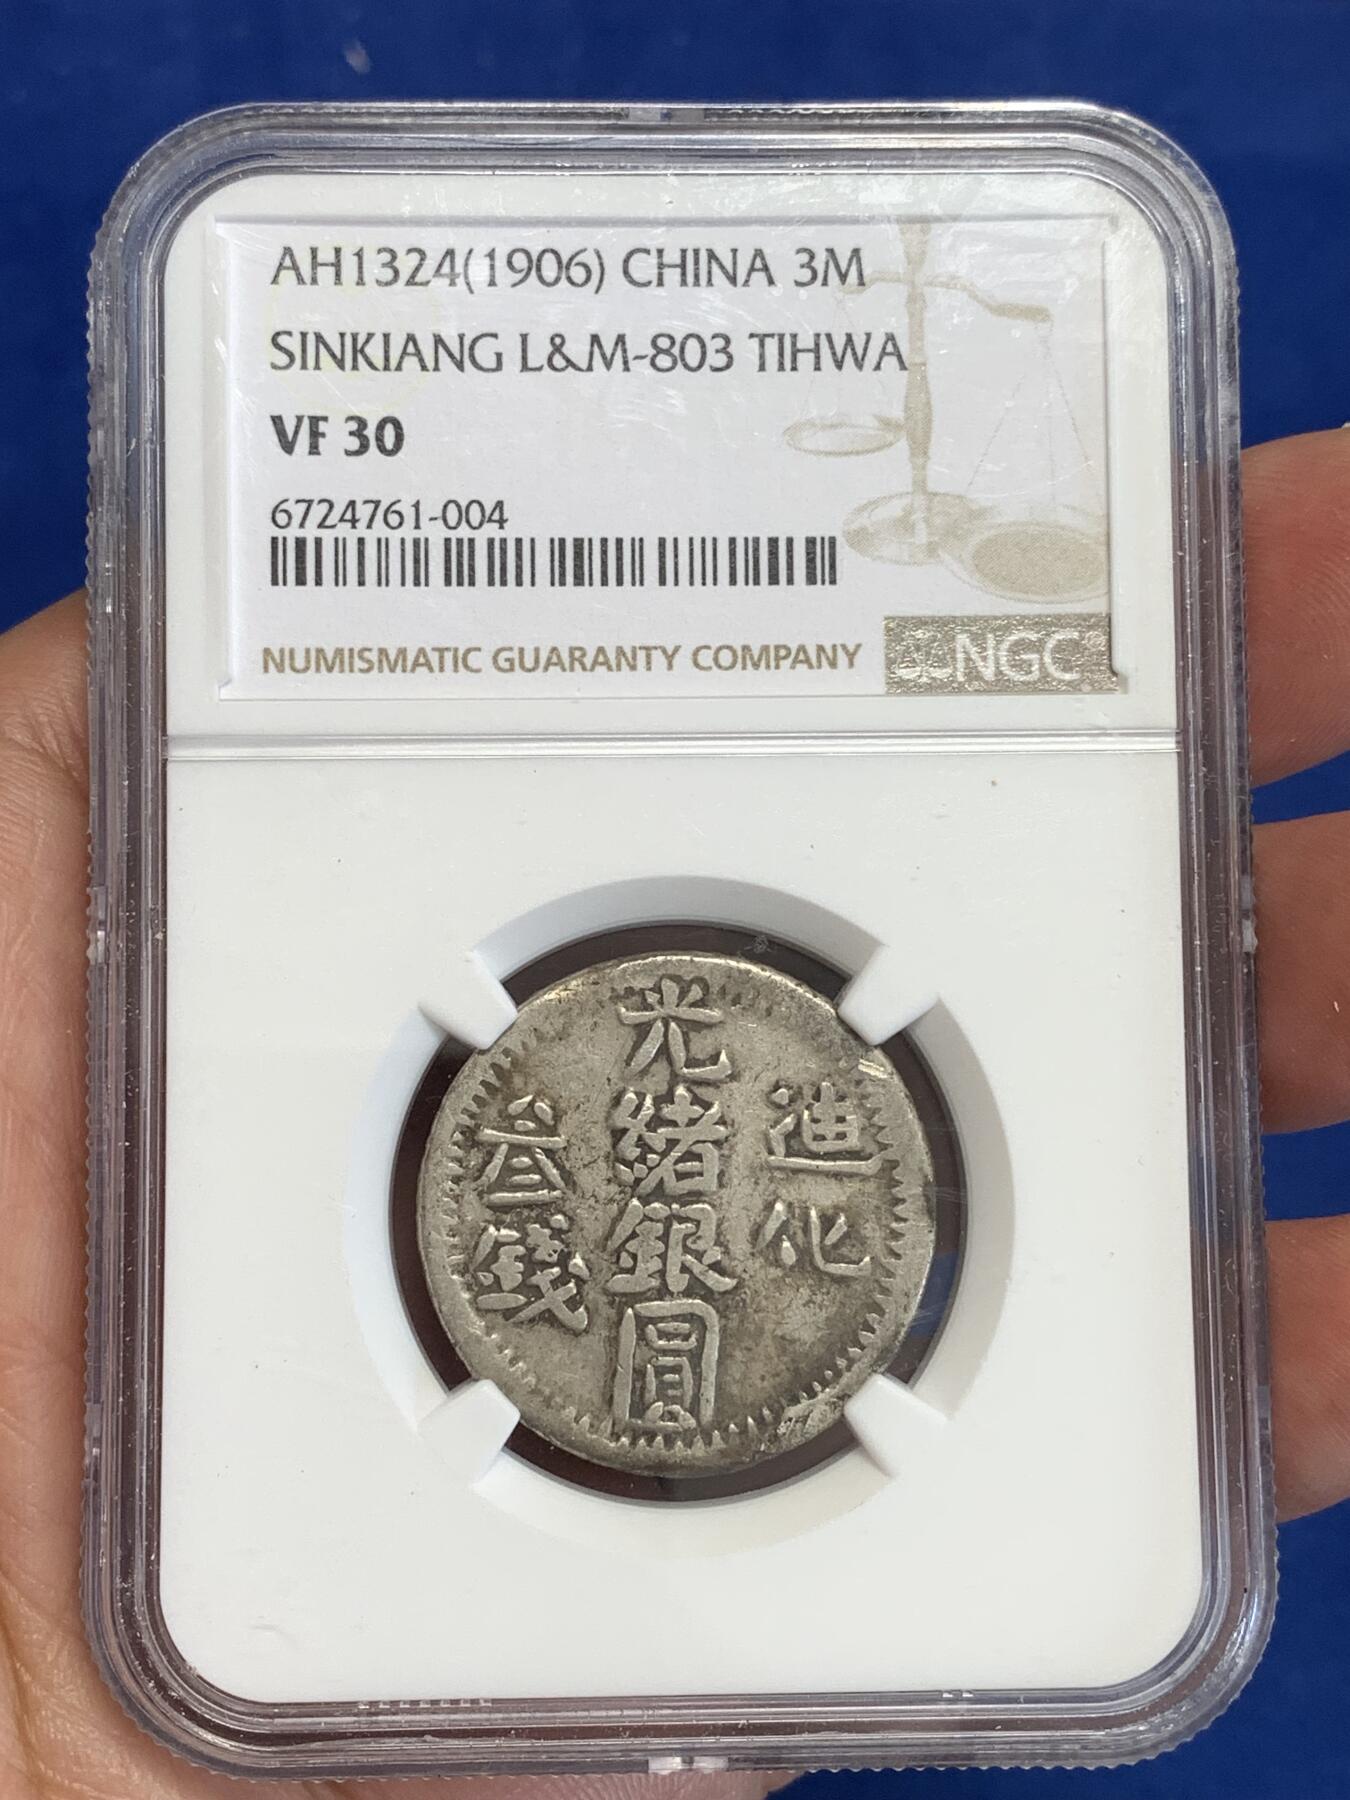 AH1324(1906) CHINA 3M
SINKIANG L&M-803 TIHWA
VF 30
6724761-004
NUMISMATIC GUARANTY COMPANY
NGC
迪化
光緒銀圓
叁錢